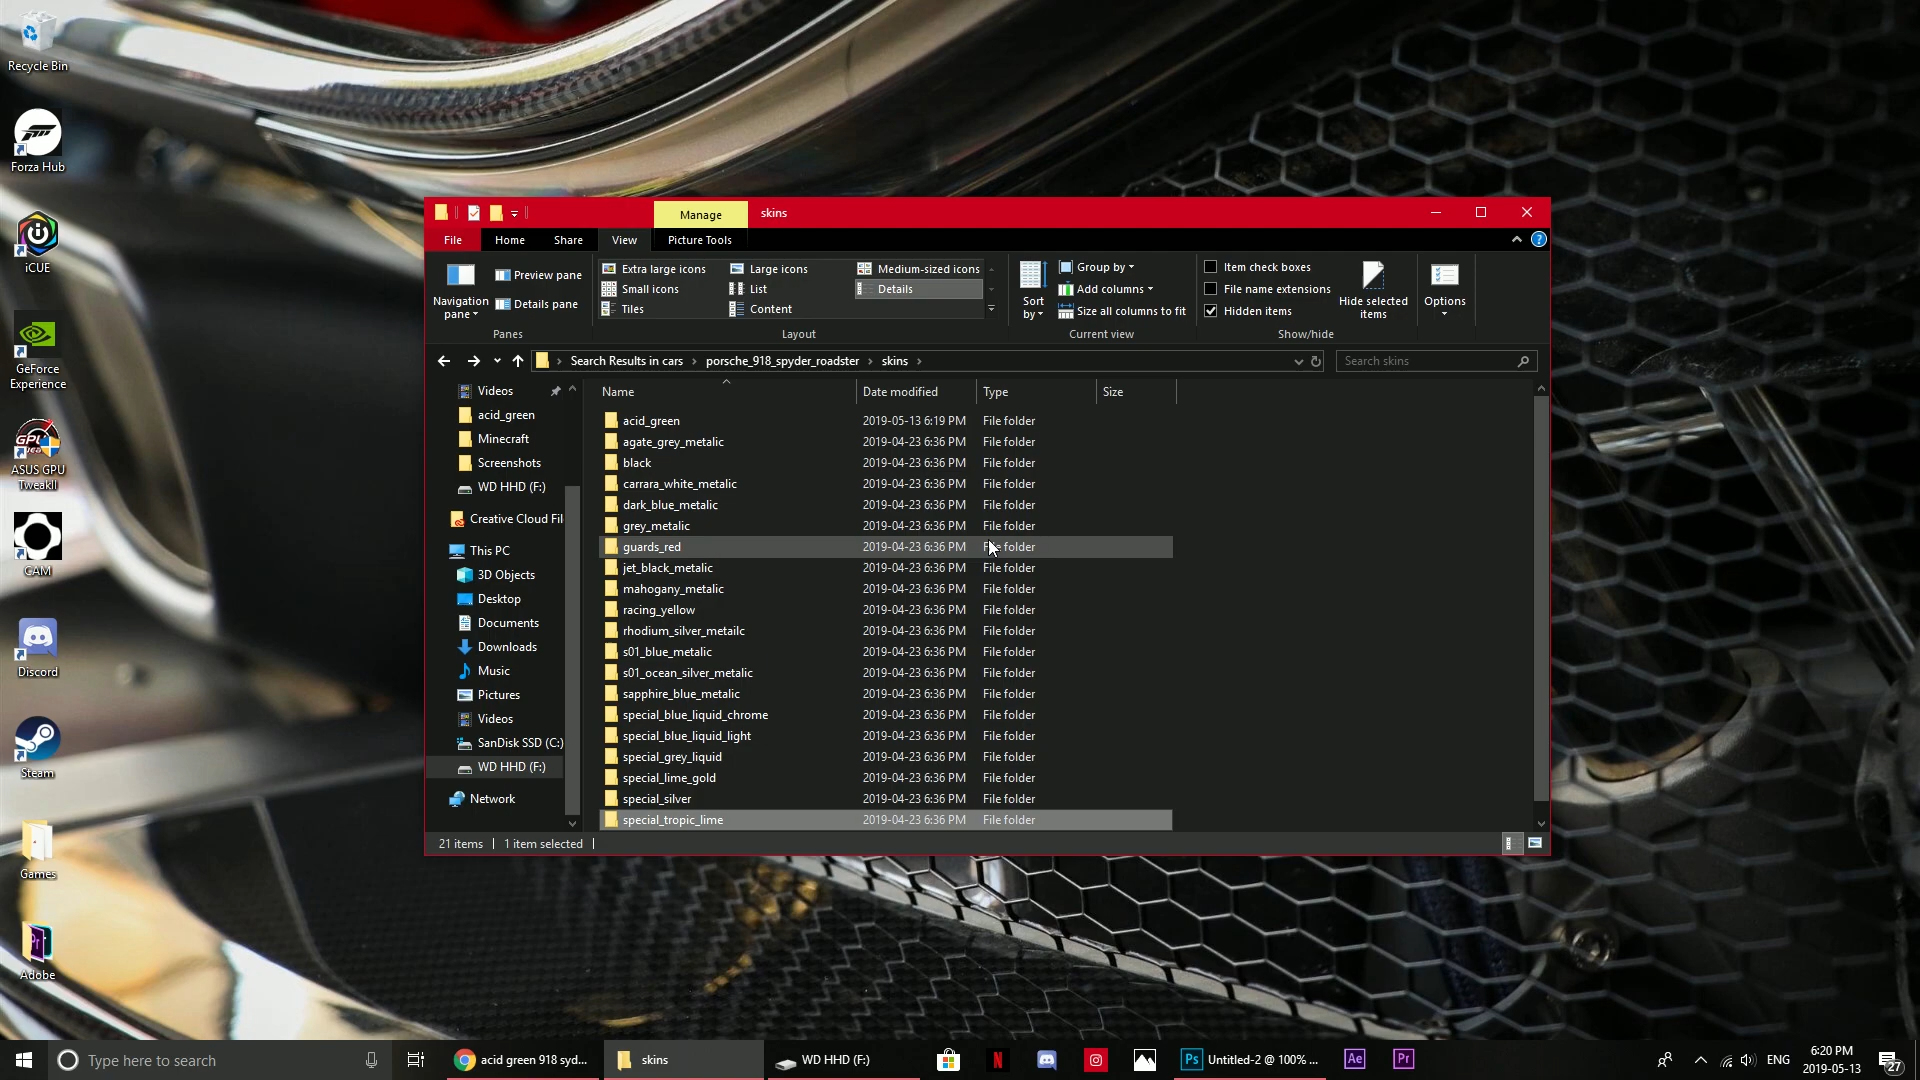 Recycle Bin
Forza Hub
iCUE
GeForce
Experience
ASUS GPU
TweakII
CAM
Discord
Steam
Games
Adobe
Manage
skins
File
Home
Share
View
Picture Tools
Navigation
pane
Preview pane
Details pane
Panes
Extra large icons
Large icons
Medium-sized icons
Small icons
List
Details
Tiles
Content
Layout
Sort
by
Group by
Add columns
Size all columns to fit
Current view
Item check boxes
File name extensions
Hidden items
Hide selected
items
Show/hide
Options
Search Results in cars > porsche_918_spyder_roadster > skins >
Search skins
Videos
acid_green
Minecraft
Screenshots
WD HHD (F:)
Creative Cloud Fil
This PC
3D Objects
Desktop
Documents
Downloads
Music
Pictures
Videos
SanDisk SSD (C:)
WD HHD (F:)
Network
Name Date modified Type Size
acid_green 2019-05-13 6:19 PM File folder
agate_grey_metalic 2019-04-23 6:36 PM File folder
black 2019-04-23 6:36 PM File folder
carrara_white_metalic 2019-04-23 6:36 PM File folder
dark_blue_metalic 2019-04-23 6:36 PM File folder
grey_metalic 2019-04-23 6:36 PM File folder
guards_red 2019-04-23 6:36 PM File folder
jet_black_metalic 2019-04-23 6:36 PM File folder
mahogany_metalic 2019-04-23 6:36 PM File folder
racing_yellow 2019-04-23 6:36 PM File folder
rhodium_silver_metailc 2019-04-23 6:36 PM File folder
s01_blue_metalic 2019-04-23 6:36 PM File folder
s01_ocean_silver_metalic 2019-04-23 6:36 PM File folder
sapphire_blue_metalic 2019-04-23 6:36 PM File folder
special_blue_liquid_chrome 2019-04-23 6:36 PM File folder
special_blue_liquid_light 2019-04-23 6:36 PM File folder
special_grey_liquid 2019-04-23 6:36 PM File folder
special_lime_gold 2019-04-23 6:36 PM File folder
special_silver 2019-04-23 6:36 PM File folder
special_tropic_lime 2019-04-23 6:36 PM File folder
21 items
1 item selected
Type here to search
acid green 918 syd...
skins
WD HHD (F:)
Ps
Untitled-2 @ 100% ...
Ae
Pr
ENG
6:20 PM
2019-05-13
27